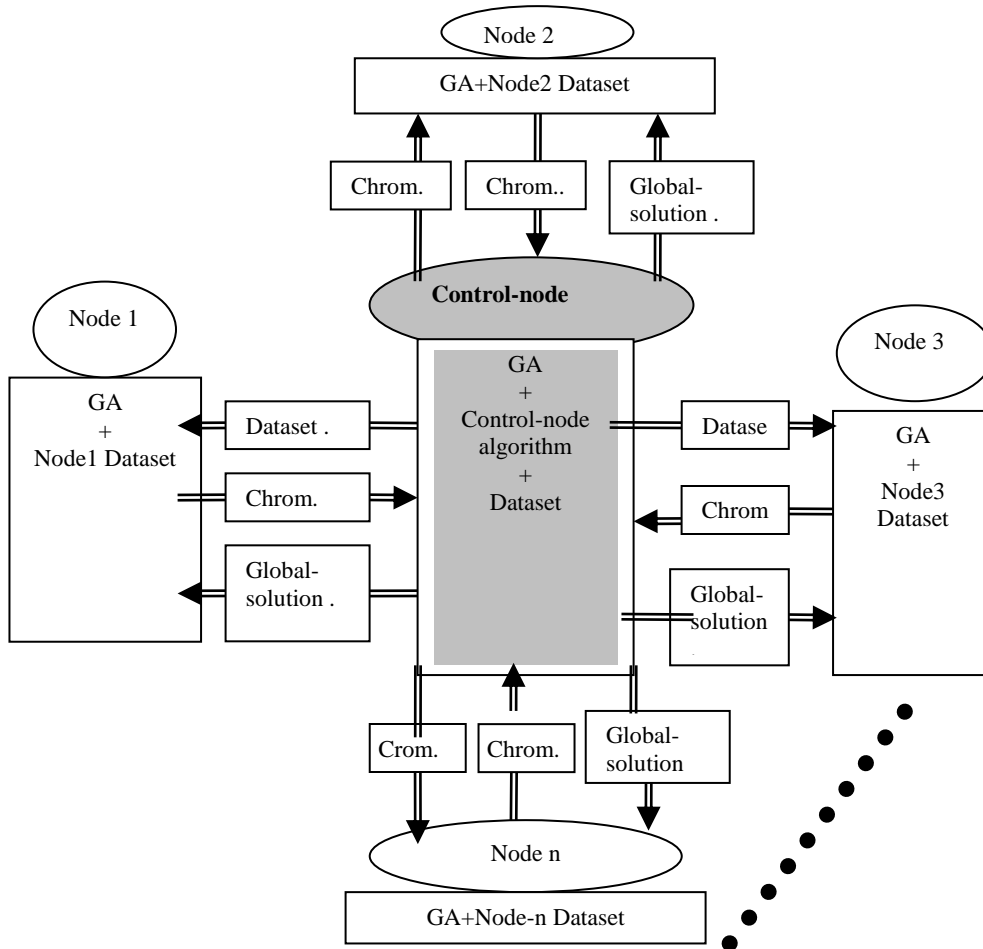 Node 2
GA+Node2 Dataset
Chrom.
Chrom..
Global-
solution .
Control-node
Node 1
GA
+
Node1 Dataset
Dataset .
Chrom.
Global-
solution .
GA
+
Control-node
algorithm
+
Dataset
Node 3
GA
+
Node3
Dataset
Datase
Chrom
Global-
solution
Crom.
Chrom.
Global-
solution
Node n
GA+Node-n Dataset